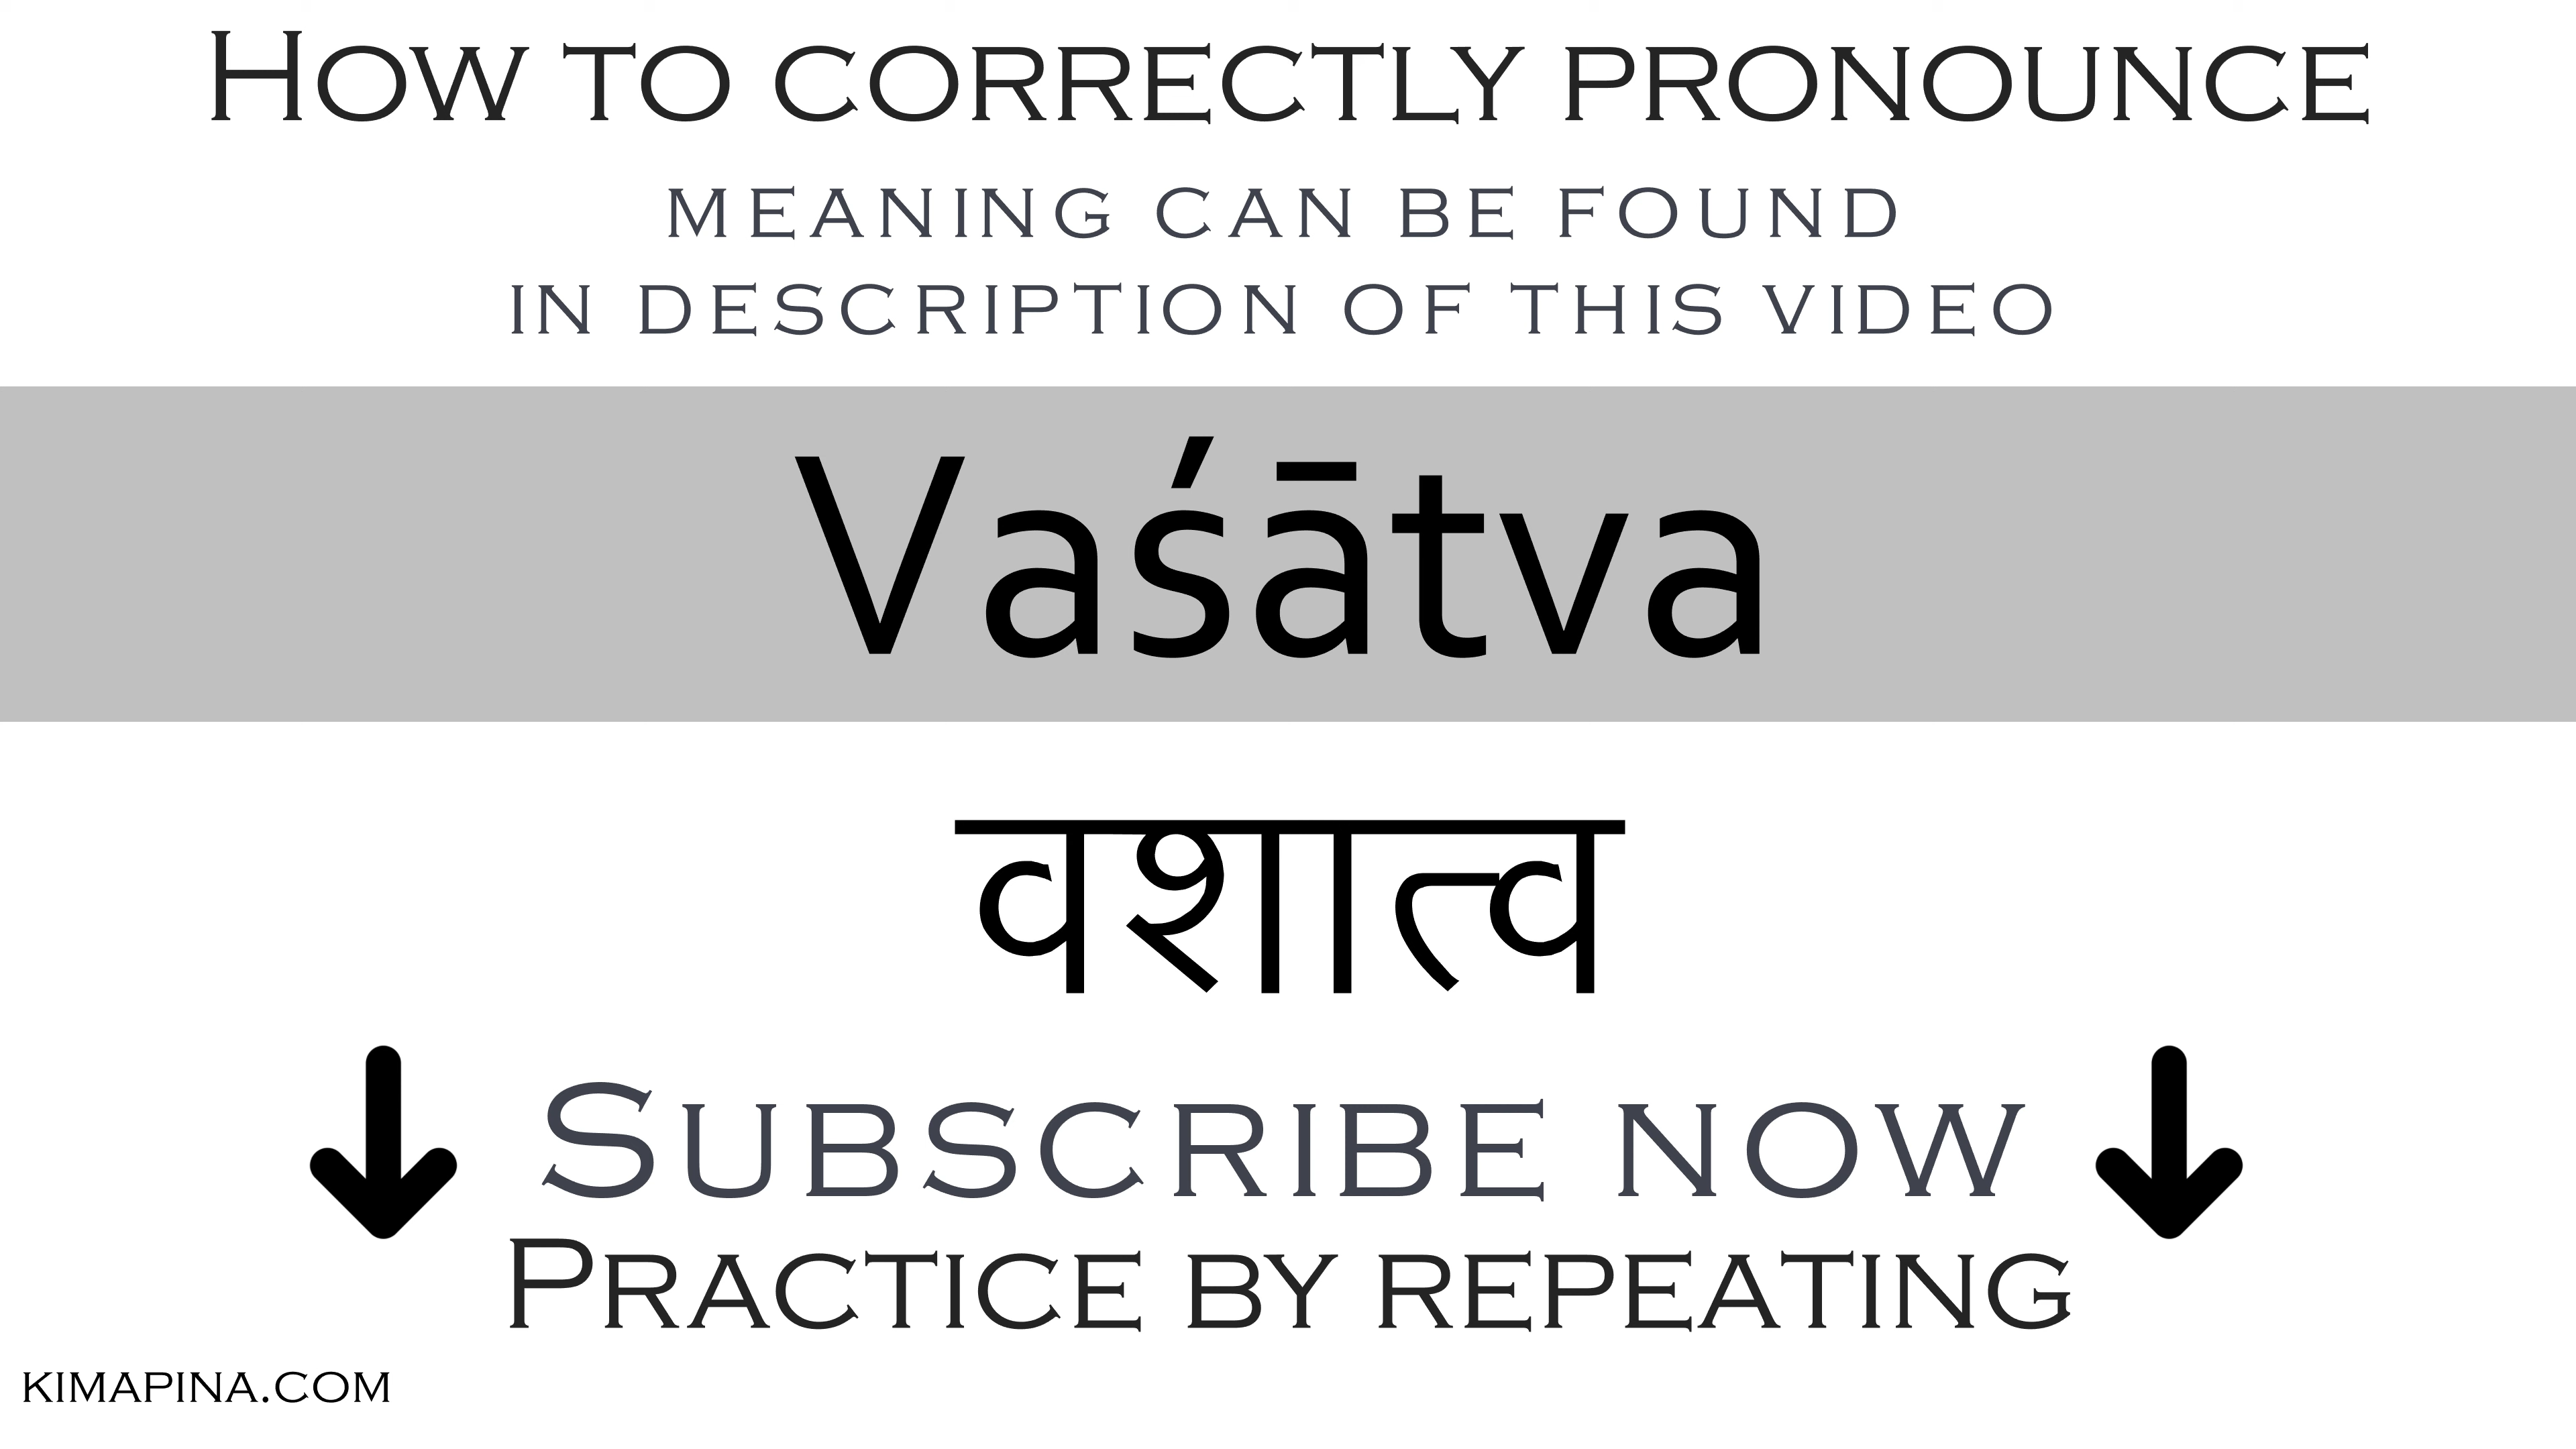 How to correctly pronounce
meaning can be found
in description of this video
Vaśātva
वशात्व
Subscribe now
Practice by repeating
kimapina.com